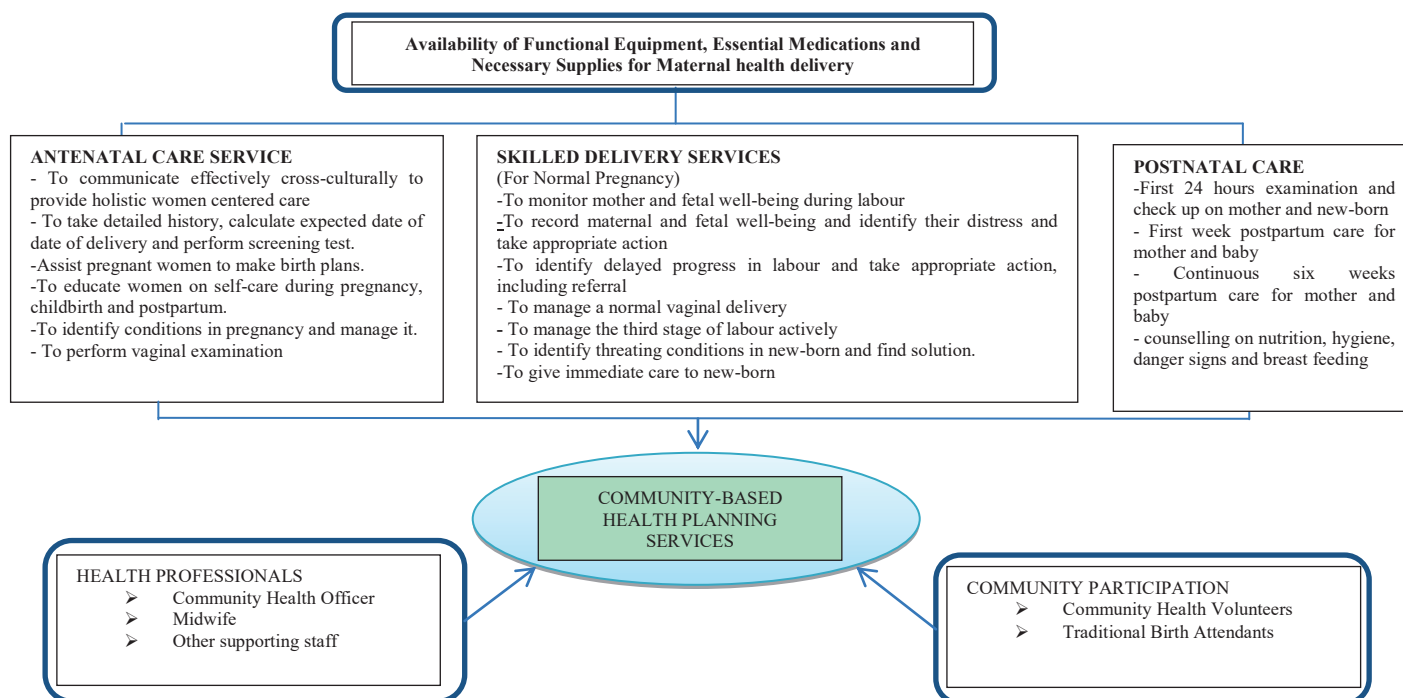 Availability of Functional Equipment, Essential Medications and
Necessary Supplies for Maternal health delivery
ANTENATAL CARE SERVICE
- To communicate effectively cross-culturally to
provide holistic women centered care
- To take detailed history, calculate expected date of
date of delivery and perform screening test.
-Assist pregnant women to make birth plans.
-To educate women on self-care during pregnancy,
childbirth and postpartum.
-To identify conditions in pregnancy and manage it.
- To perform vaginal examination
SKILLED DELIVERY SERVICES
(For Normal Pregnancy)
-To monitor mother and fetal well-being during labour
-To record maternal and fetal well-being and identify their distress and
take appropriate action
-To identify delayed progress in labour and take appropriate action,
including referral
- To manage a normal vaginal delivery
- To manage the third stage of labour actively
- To identify threating conditions in new-born and find solution.
-To give immediate care to new-born
POSTNATAL CARE
-First 24 hours examination and
check up on mother and new-born
- First week postpartum care for
mother and baby
- Continuous six weeks
postpartum care for mother and
baby
- counselling on nutrition, hygiene,
danger signs and breast feeding
COMMUNITY-BASED
HEALTH PLANNING
SERVICES
HEALTH PROFESSIONALS
➢ Community Health Officer
➢ Midwife
➢ Other supporting staff
COMMUNITY PARTICIPATION
➢ Community Health Volunteers
➢ Traditional Birth Attendants